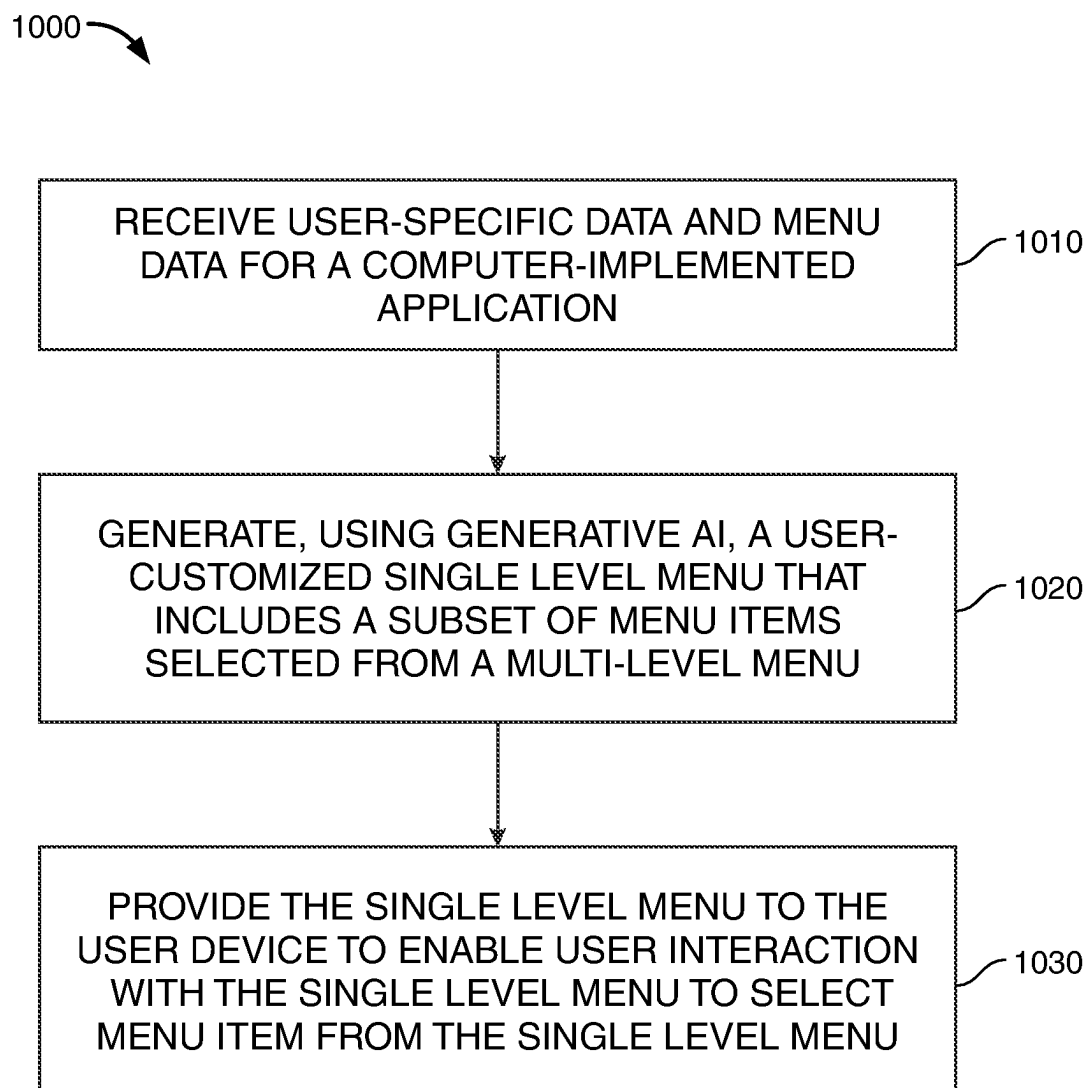 1000
RECEIVE USER-SPECIFIC DATA AND MENU
DATA FOR A COMPUTER-IMPLEMENTED
APPLICATION
1010
GENERATE, USING GENERATIVE AI, A USER-
CUSTOMIZED SINGLE LEVEL MENU THAT
INCLUDES A SUBSET OF MENU ITEMS
SELECTED FROM A MULTI-LEVEL MENU
1020
PROVIDE THE SINGLE LEVEL MENU TO THE
USER DEVICE TO ENABLE USER INTERACTION
WITH THE SINGLE LEVEL MENU TO SELECT
MENU ITEM FROM THE SINGLE LEVEL MENU
1030